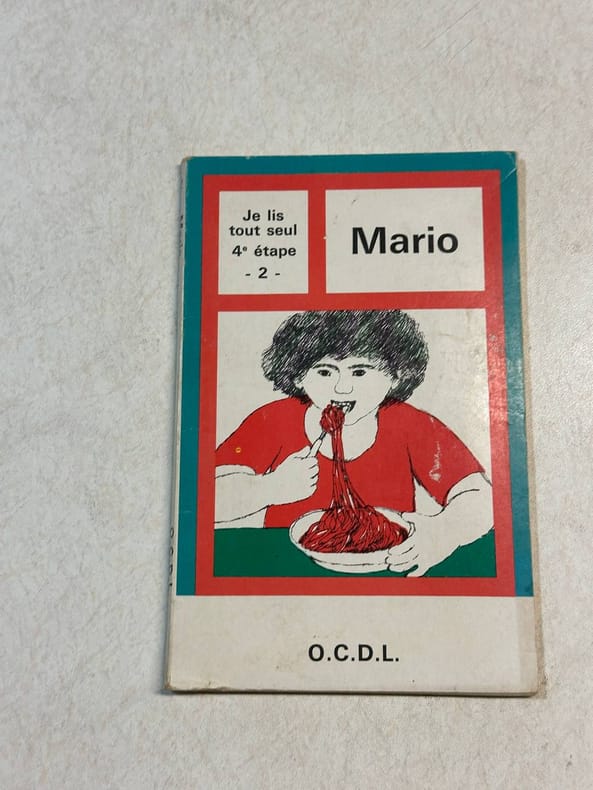 Je lis
tout seul
4e étape
- 2 -
Mario
O.C.D.L.